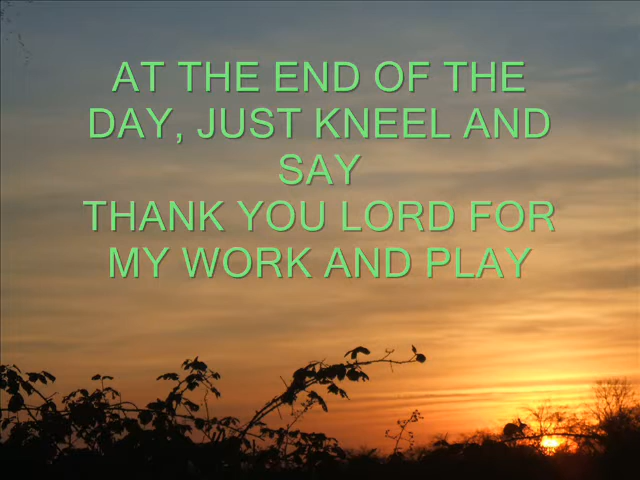 AT THE END OF THE
DAY, JUST KNEEL AND
SAY
THANK YOU LORD FOR
MY WORK AND PLAY